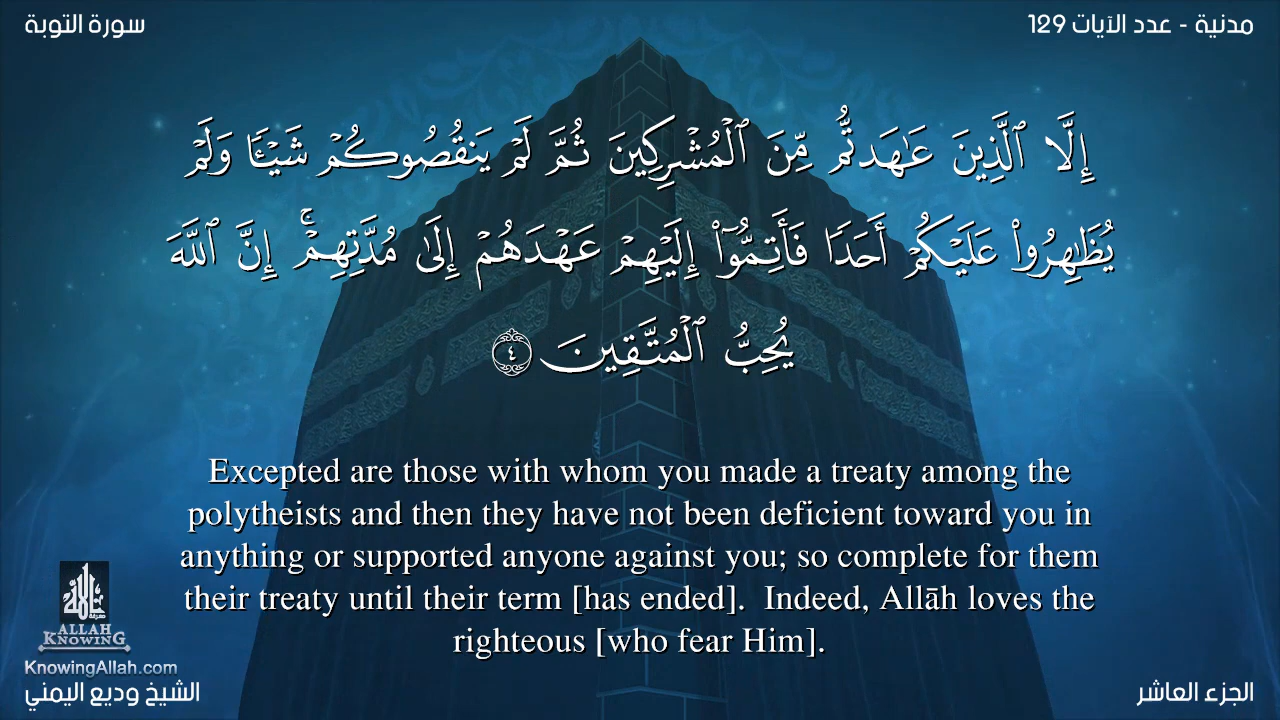 مدنية - عدد الآيات 129
سورة التوبة
إِلَّا ٱلَّذِينَ عَـٰهَدتُّم مِّنَ ٱلْمُشْرِكِينَ ثُمَّ لَمْ يَنقُصُوكُمْ شَيْـًٔا وَلَمْ
يُظَـٰهِرُوا۟ عَلَيْكُمْ أَحَدًا فَأَتِمُّوٓا۟ إِلَيْهِمْ عَهْدَهُمْ إِلَىٰ مُدَّتِهِمْ ۚ إِنَّ ٱللَّهَ
يُحِبُّ ٱلْمُتَّقِينَ ٤
Excepted are those with whom you made a treaty among the
polytheists and then they have not been deficient toward you in
anything or supported anyone against you; so complete for them
their treaty until their term [has ended].  Indeed, Allāh loves the
righteous [who fear Him].
ALLAH
KNOWING
KnowingAllah.com
الشيخ وديع اليمني
الجزء العاشر